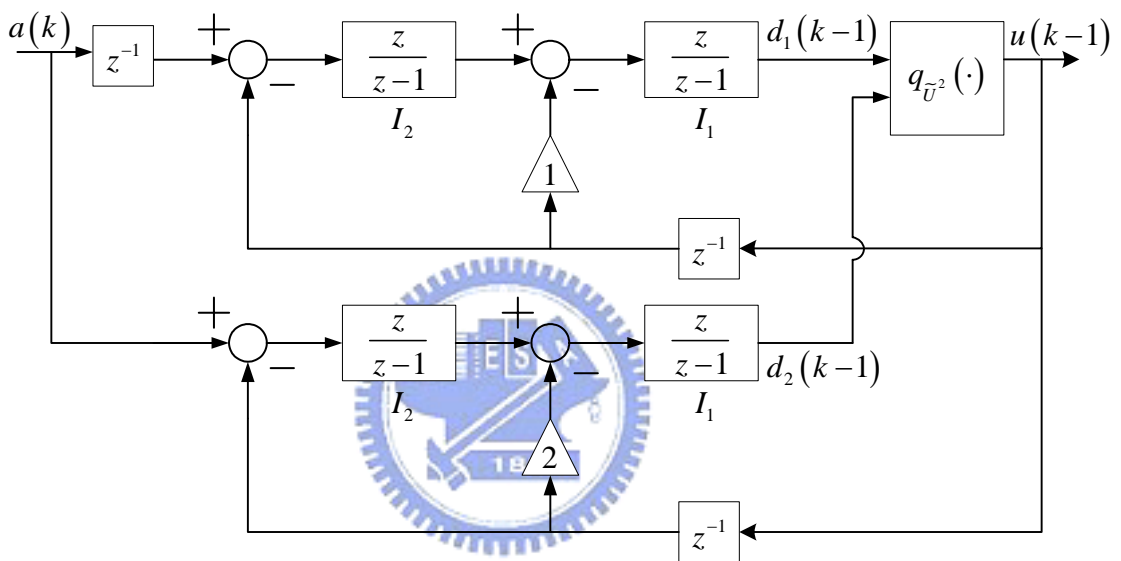 a(k)
z⁻¹
+
−
z
z−1
I₂
+
−
1
z
z−1
I₁
d₁(k−1)
q_{Ũ²}(·)
u(k−1)
z⁻¹
+
−
z
z−1
I₂
+
−
2
z
z−1
I₁
d₂(k−1)
z⁻¹
E S
18